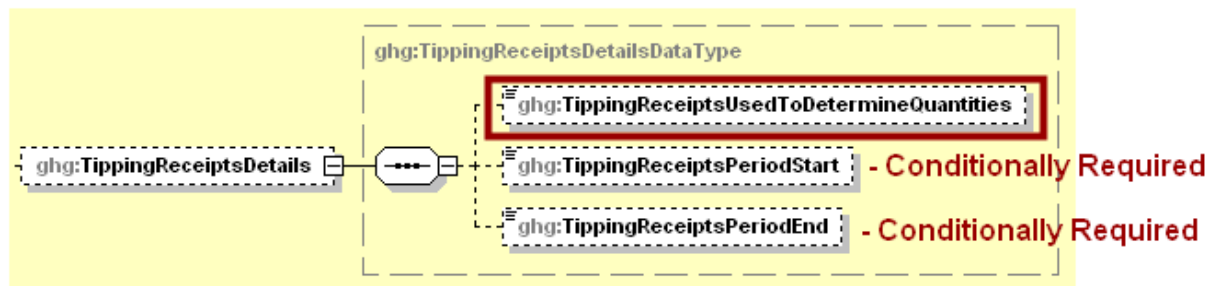 ghg:TippingReceiptsDetailsDataType
ghg:TippingReceiptsUsedToDetermineQuantities
ghg:TippingReceiptsDetails
ghg:TippingReceiptsPeriodStart - Conditionally Required
ghg:TippingReceiptsPeriodEnd - Conditionally Required